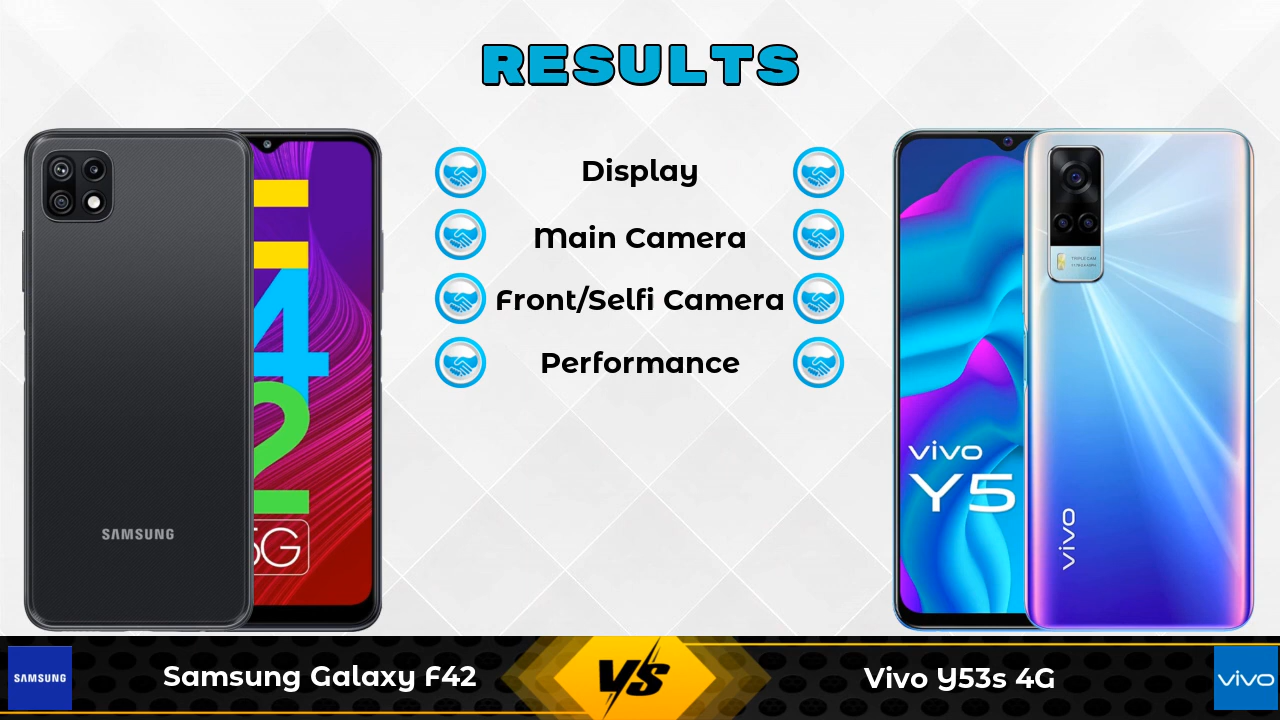 RESULTS
Display
Main Camera
Front/Selfi Camera
Performance
SAMSUNG
42
5G
vivo
Y5
vivo
TRIPLE CAM
SAMSUNG
Samsung Galaxy F42
VS
Vivo Y53s 4G
vivo